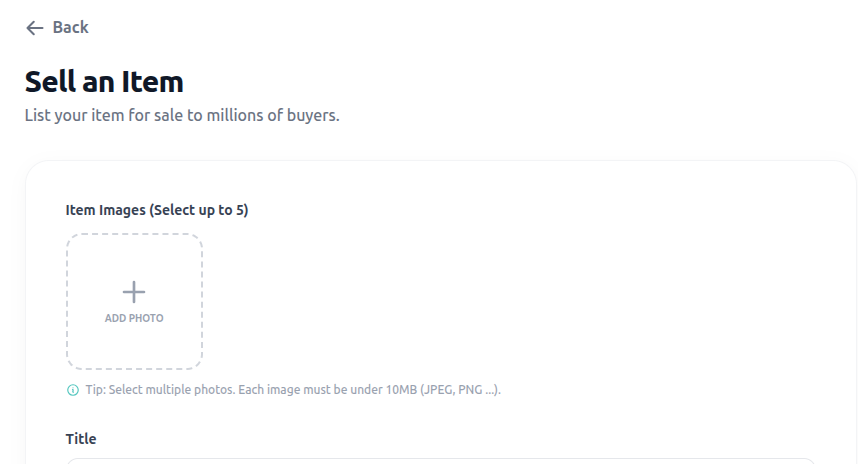 Back
Sell an Item
List your item for sale to millions of buyers.
Item Images (Select up to 5)
ADD PHOTO
Tip: Select multiple photos. Each image must be under 10MB (JPEG, PNG ...).
Title